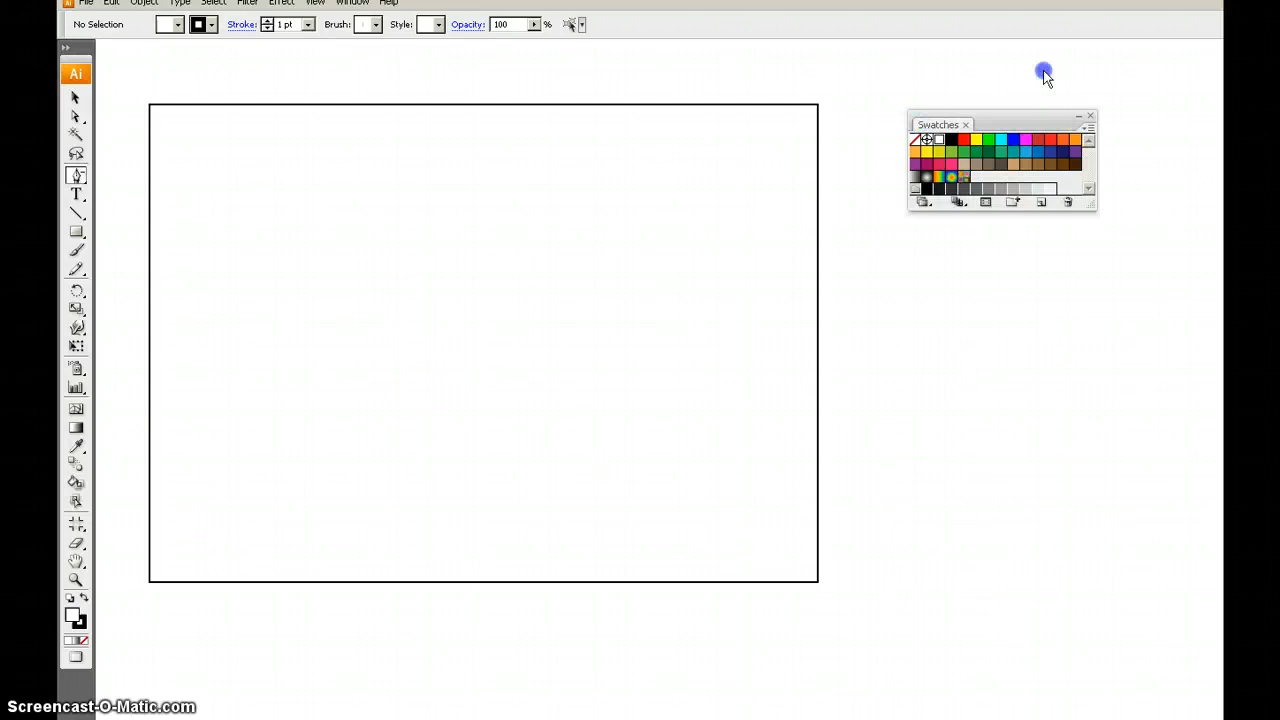 File Edit Object Type Select Filter Effect View Window Help
No Selection Stroke: 1 pt Brush: Style: Opacity: 100 %
Ai
Swatches
T
Screencast-O-Matic.com